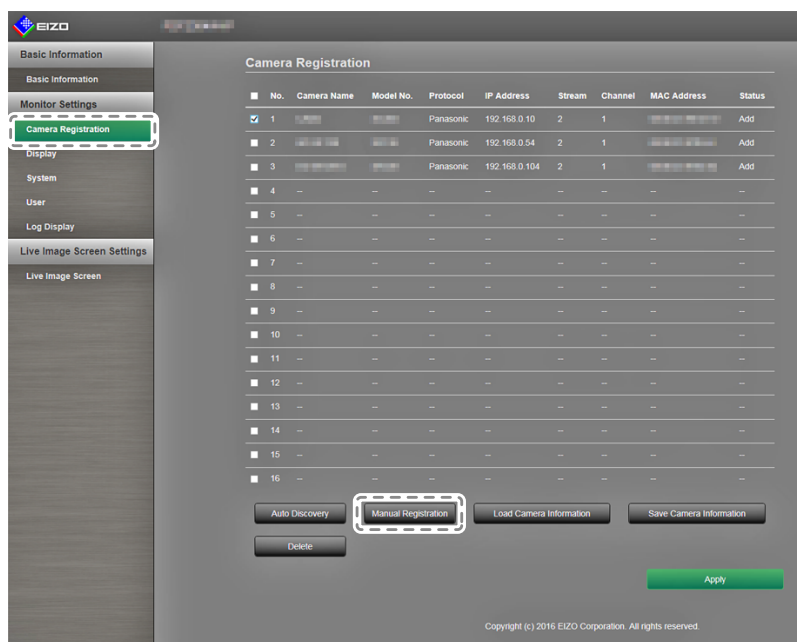 EIZO
Basic Information
Basic Information
Monitor Settings
Camera Registration
Display
System
User
Log Display
Live Image Screen Settings
Live Image Screen
Camera Registration
No. Camera Name Model No. Protocol IP Address Stream Channel MAC Address Status
1 Panasonic 192.168.0.10 2 1 Add
2 Panasonic 192.168.0.54 2 1 Add
3 Panasonic 192.168.0.104 2 1 Add
4 -- -- -- -- -- -- -- --
5 -- -- -- -- -- -- -- --
6 -- -- -- -- -- -- -- --
7 -- -- -- -- -- -- -- --
8 -- -- -- -- -- -- -- --
9 -- -- -- -- -- -- -- --
10 -- -- -- -- -- -- -- --
11 -- -- -- -- -- -- -- --
12 -- -- -- -- -- -- -- --
13 -- -- -- -- -- -- -- --
14 -- -- -- -- -- -- -- --
15 -- -- -- -- -- -- -- --
16 -- -- -- -- -- -- -- --
Auto Discovery Manual Registration Load Camera Information Save Camera Information
Delete
Apply
Copyright (c) 2016 EIZO Corporation. All rights reserved.